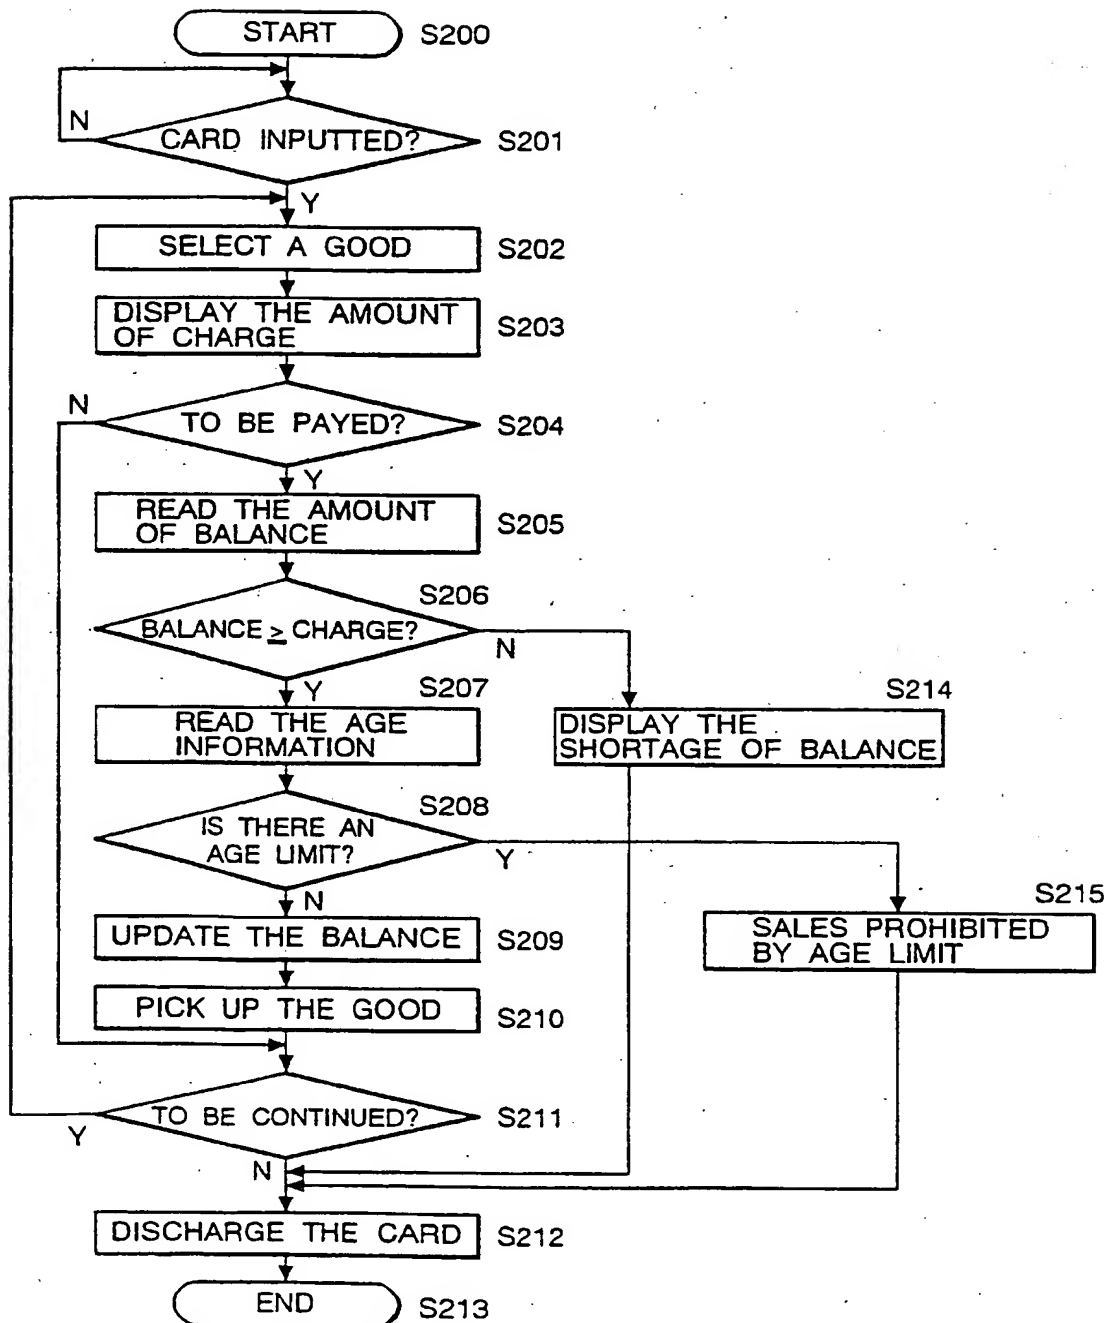 START S200
N
CARD INPUTTED? S201
Y
SELECT A GOOD S202
DISPLAY THE AMOUNT
OF CHARGE
S203
N
TO BE PAYED? S204
Y
READ THE AMOUNT
OF BALANCE
S205
S206
BALANCE ≥ CHARGE?
N
Y
S207
READ THE AGE
INFORMATION
S214
DISPLAY THE
SHORTAGE OF BALANCE
S208
IS THERE AN
AGE LIMIT?
Y
N
S215
SALES PROHIBITED
BY AGE LIMIT
UPDATE THE BALANCE S209
PICK UP THE GOOD S210
TO BE CONTINUED? S211
Y
N
DISCHARGE THE CARD S212
END S213